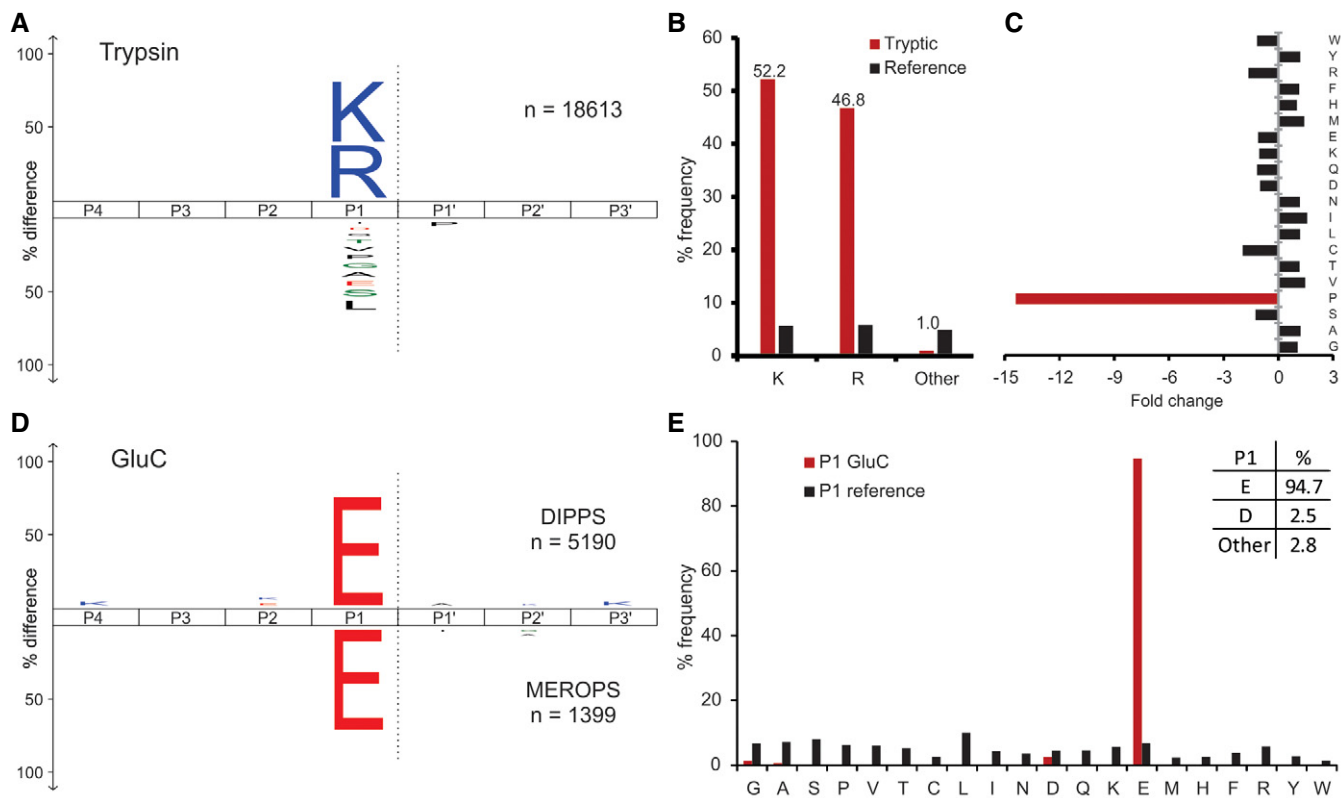 A
Trypsin
100
50
50
100
% difference
K
R
n = 18613
P4 P3 P2 P1 P1' P2' P3'
V
P
G
A
E
S
L
P
B
Tryptic
Reference
60
50
40
30
20
10
0
% frequency
52.2
46.8
1.0
K R Other
C
W
Y
R
F
H
M
E
K
Q
D
N
I
L
C
T
V
P
S
A
G
-15 -12 -9 -6 -3 0 3
Fold change
D
GluC
100
50
50
100
% difference
E
DIPPS
n = 5190
K K K
P4 P3 P2 P1 P1' P2' P3'
E
MEROPS
n = 1399
E
P1 GluC
P1 reference
100
80
60
40
20
0
% frequency
P1 %
E 94.7
D 2.5
Other 2.8
G A S P V T C L I N D Q K E M H F R Y W